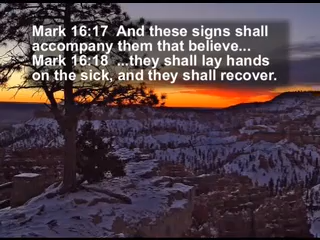 Mark 16:17  And these signs shall
accompany them that believe...
Mark 16:18  ...they shall lay hands
on the sick, and they shall recover.